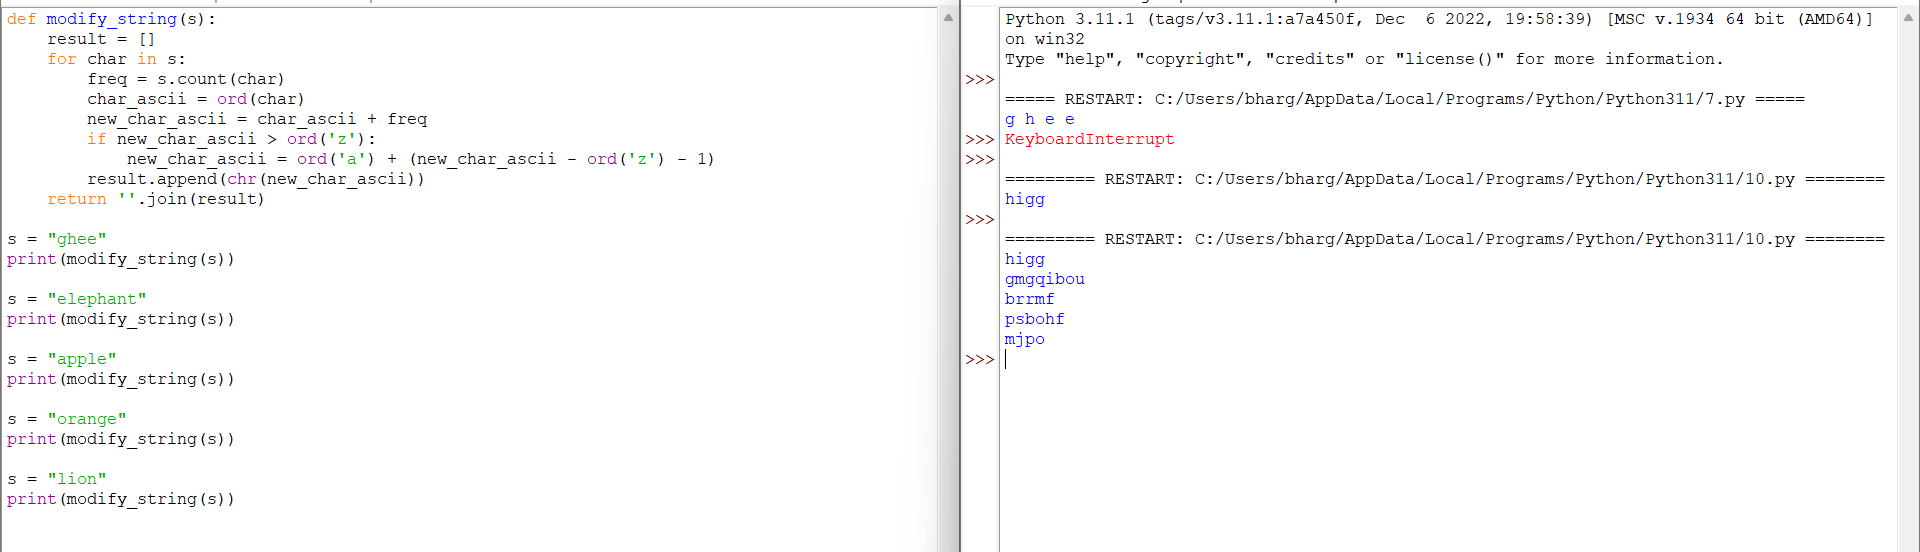 def modify_string(s):
    result = []
    for char in s:
        freq = s.count(char)
        char_ascii = ord(char)
        new_char_ascii = char_ascii + freq
        if new_char_ascii > ord('z'):
            new_char_ascii = ord('a') + (new_char_ascii - ord('z') - 1)
        result.append(chr(new_char_ascii))
    return ''.join(result)

s = "ghee"
print(modify_string(s))

s = "elephant"
print(modify_string(s))

s = "apple"
print(modify_string(s))

s = "orange"
print(modify_string(s))

s = "lion"
print(modify_string(s))

Python 3.11.1 (tags/v3.11.1:a7a450f, Dec  6 2022, 19:58:39) [MSC v.1934 64 bit (AMD64)]
on win32
Type "help", "copyright", "credits" or "license()" for more information.
>>>
===== RESTART: C:/Users/bharg/AppData/Local/Programs/Python/Python311/7.py =====
g h e e
>>> KeyboardInterrupt
>>>
========= RESTART: C:/Users/bharg/AppData/Local/Programs/Python/Python311/10.py ========
higg
>>>
========= RESTART: C:/Users/bharg/AppData/Local/Programs/Python/Python311/10.py ========
higg
gmgqibou
brrmf
psbohf
mjpo
>>>